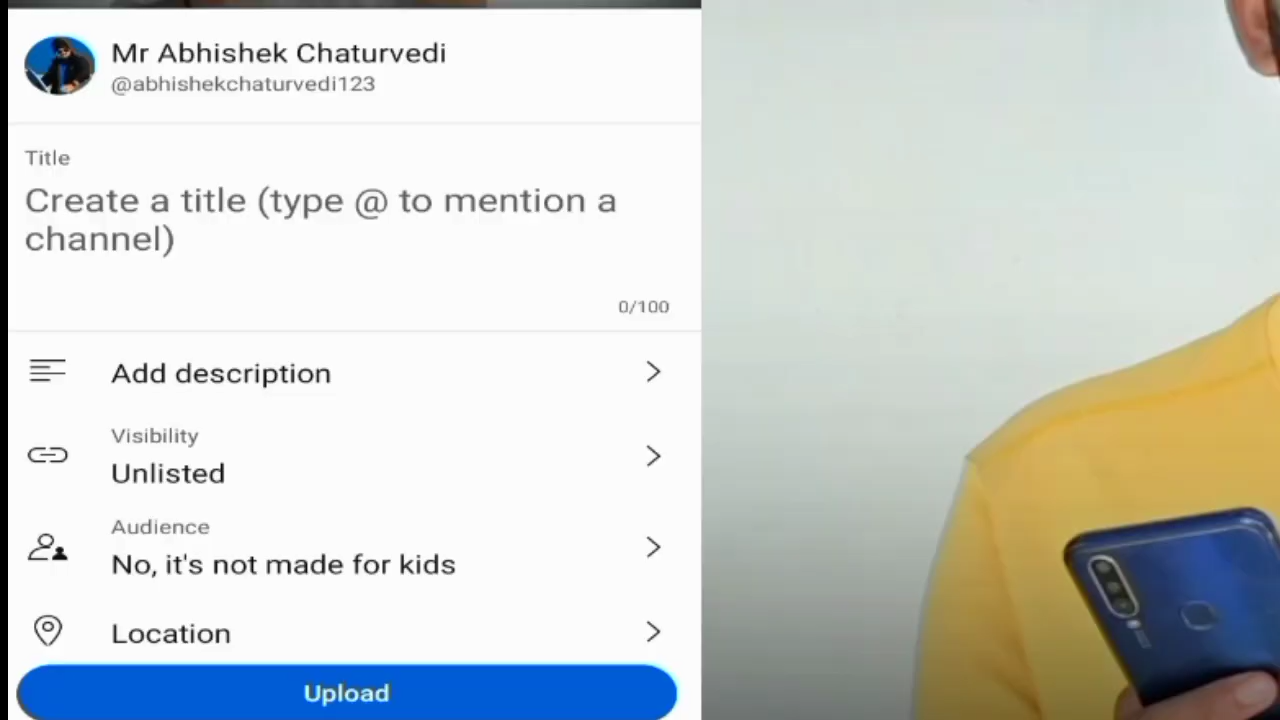 Mr Abhishek Chaturvedi
@abhishekchaturvedi123
Title
Create a title (type @ to mention a
channel)
0/100
Add description
Visibility
Unlisted
Audience
No, it's not made for kids
Location
Upload